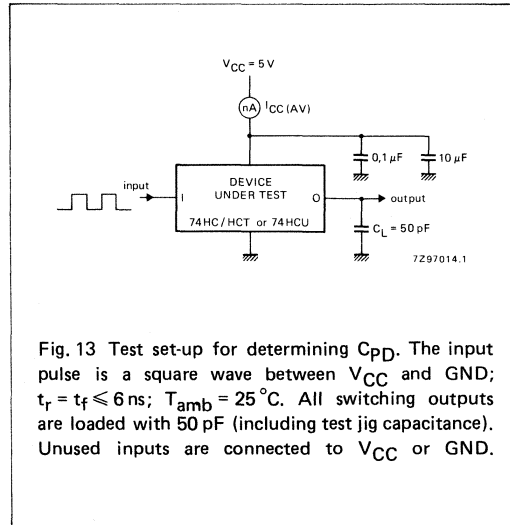 VCC = 5 V
nA ICC (AV)
0,1 µF
10 µF
input
I
DEVICE
UNDER TEST
O
output
74HC / HCT or 74HCU
CL = 50 pF
7Z97014.1
Fig. 13 Test set-up for determining CPD. The input
pulse is a square wave between VCC and GND;
tr = tf ⩽ 6 ns; Tamb = 25 °C. All switching outputs
are loaded with 50 pF (including test jig capacitance).
Unused inputs are connected to VCC or GND.